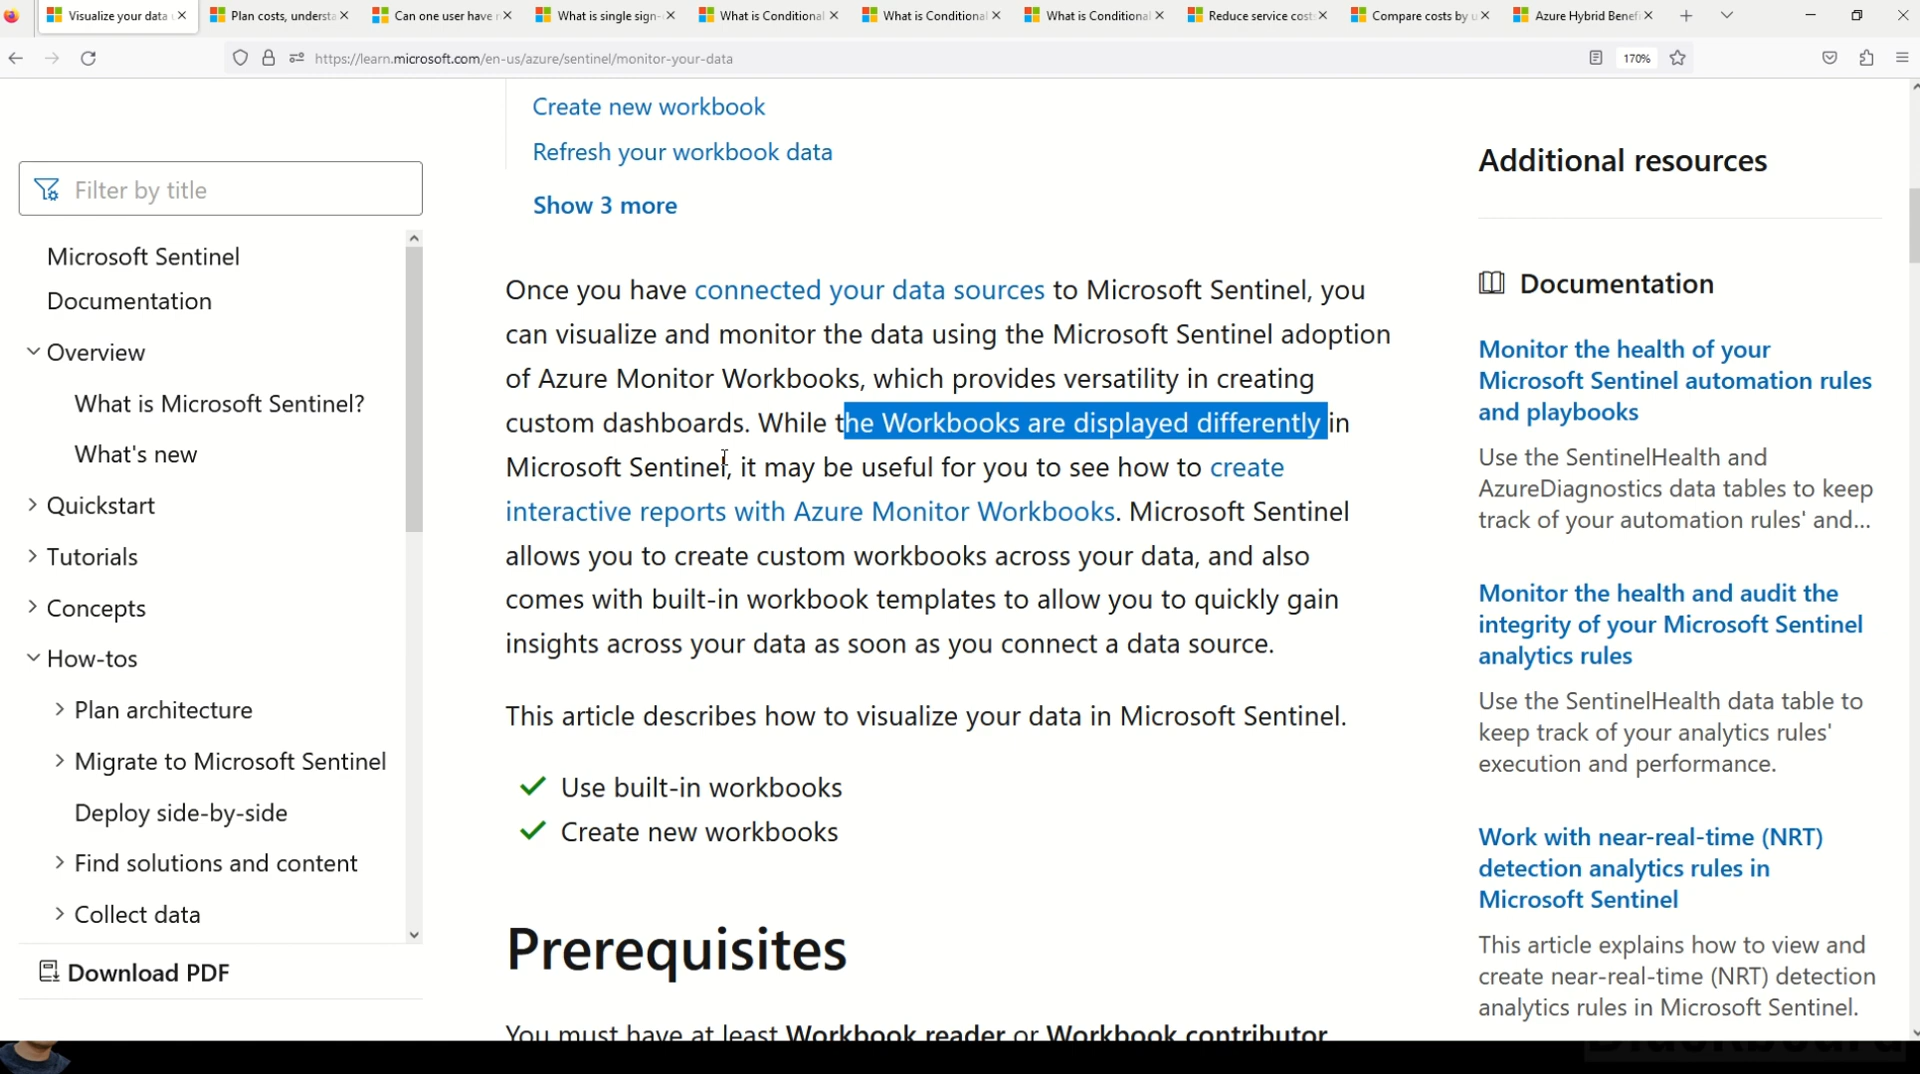 Visualize your data
Plan costs, understa
Can one user have
What is single sign-
What is Conditional
What is Conditional
What is Conditional
Reduce service cost
Compare costs by
Azure Hybrid Benef
https://learn.microsoft.com/en-us/azure/sentinel/monitor-your-data
170%
Filter by title
Microsoft Sentinel
Documentation
Overview
What is Microsoft Sentinel?
What's new
Quickstart
Tutorials
Concepts
How-tos
Plan architecture
Migrate to Microsoft Sentinel
Deploy side-by-side
Find solutions and content
Collect data
Download PDF
Create new workbook
Refresh your workbook data
Show 3 more
Once you have connected your data sources to Microsoft Sentinel, you
can visualize and monitor the data using the Microsoft Sentinel adoption
of Azure Monitor Workbooks, which provides versatility in creating
custom dashboards. While the Workbooks are displayed differently in
Microsoft Sentinel, it may be useful for you to see how to create
interactive reports with Azure Monitor Workbooks. Microsoft Sentinel
allows you to create custom workbooks across your data, and also
comes with built-in workbook templates to allow you to quickly gain
insights across your data as soon as you connect a data source.
This article describes how to visualize your data in Microsoft Sentinel.
Use built-in workbooks
Create new workbooks
Prerequisites
You must have at least Workbook reader or Workbook contributor
Additional resources
Documentation
Monitor the health of your
Microsoft Sentinel automation rules
and playbooks
Use the SentinelHealth and
AzureDiagnostics data tables to keep
track of your automation rules' and...
Monitor the health and audit the
integrity of your Microsoft Sentinel
analytics rules
Use the SentinelHealth data table to
keep track of your analytics rules'
execution and performance.
Work with near-real-time (NRT)
detection analytics rules in
Microsoft Sentinel
This article explains how to view and
create near-real-time (NRT) detection
analytics rules in Microsoft Sentinel.